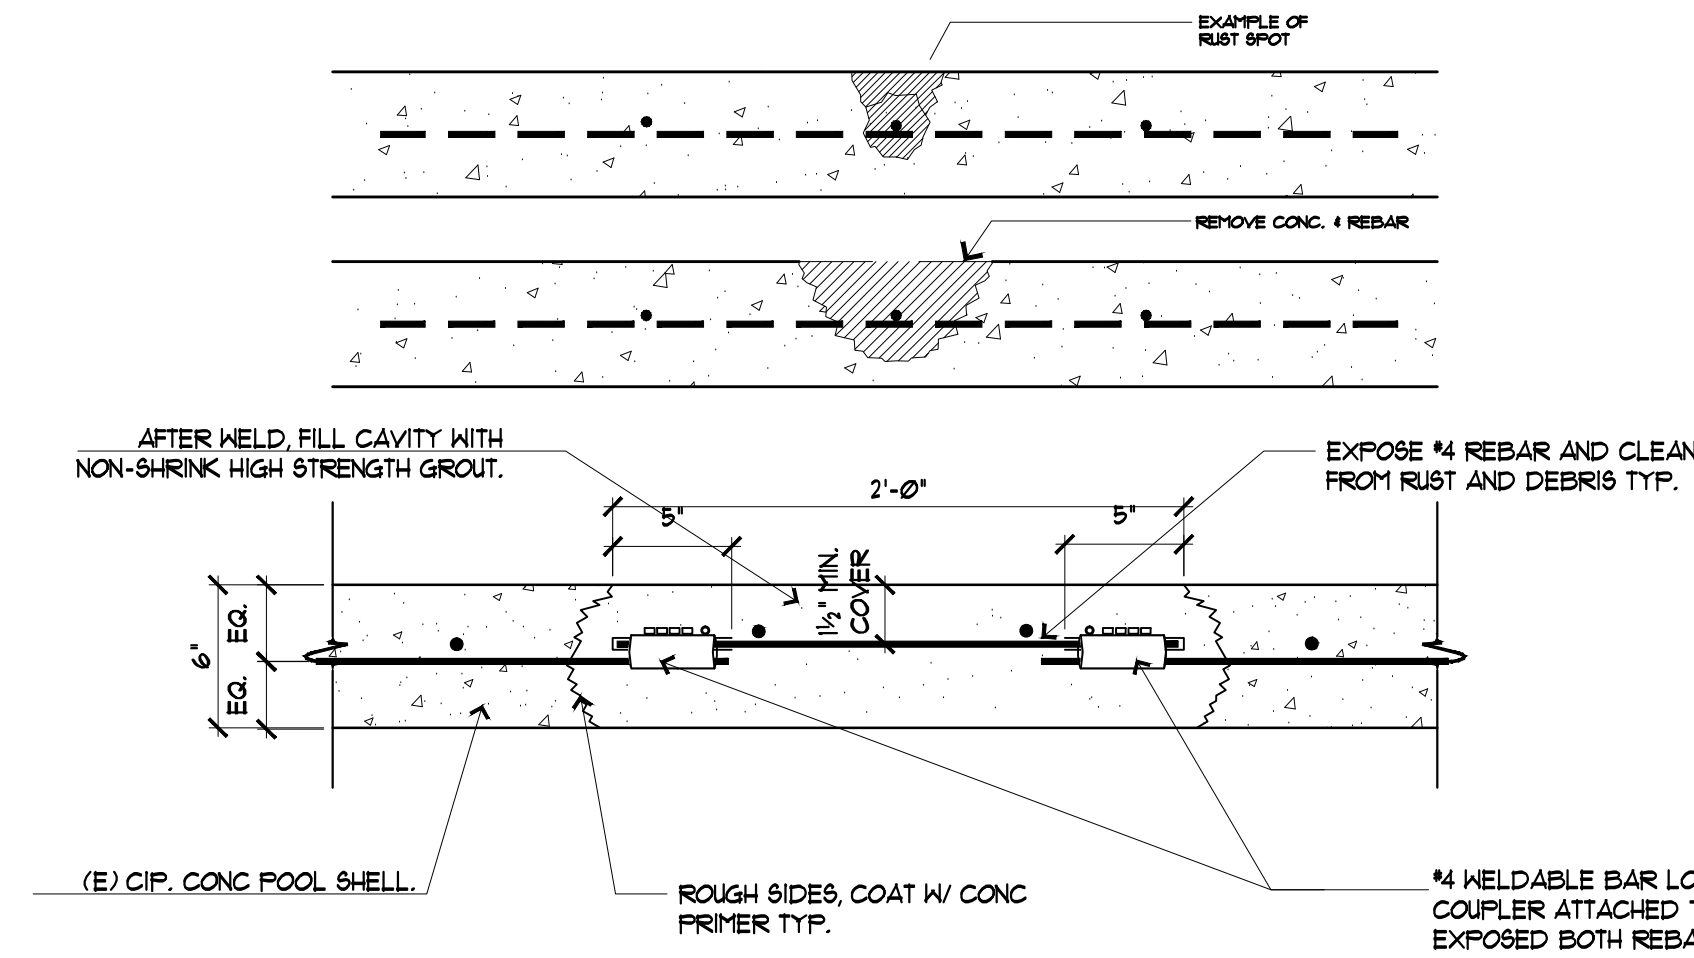 EXAMPLE OF
RUST SPOT
REMOVE CONC. & REBAR
AFTER WELD, FILL CAVITY WITH
NON-SHRINK HIGH STRENGTH GROUT.
EXPOSE #4 REBAR AND CLEAN
FROM RUST AND DEBRIS TYP.
2'-0"
5"
5"
1½" MIN.
COVER
6"
EQ.
EQ.
(E) CIP. CONC POOL SHELL.
ROUGH SIDES, COAT W/ CONC
PRIMER TYP.
#4 WELDABLE BAR
COUPLER ATTACHED
EXPOSED BOTH